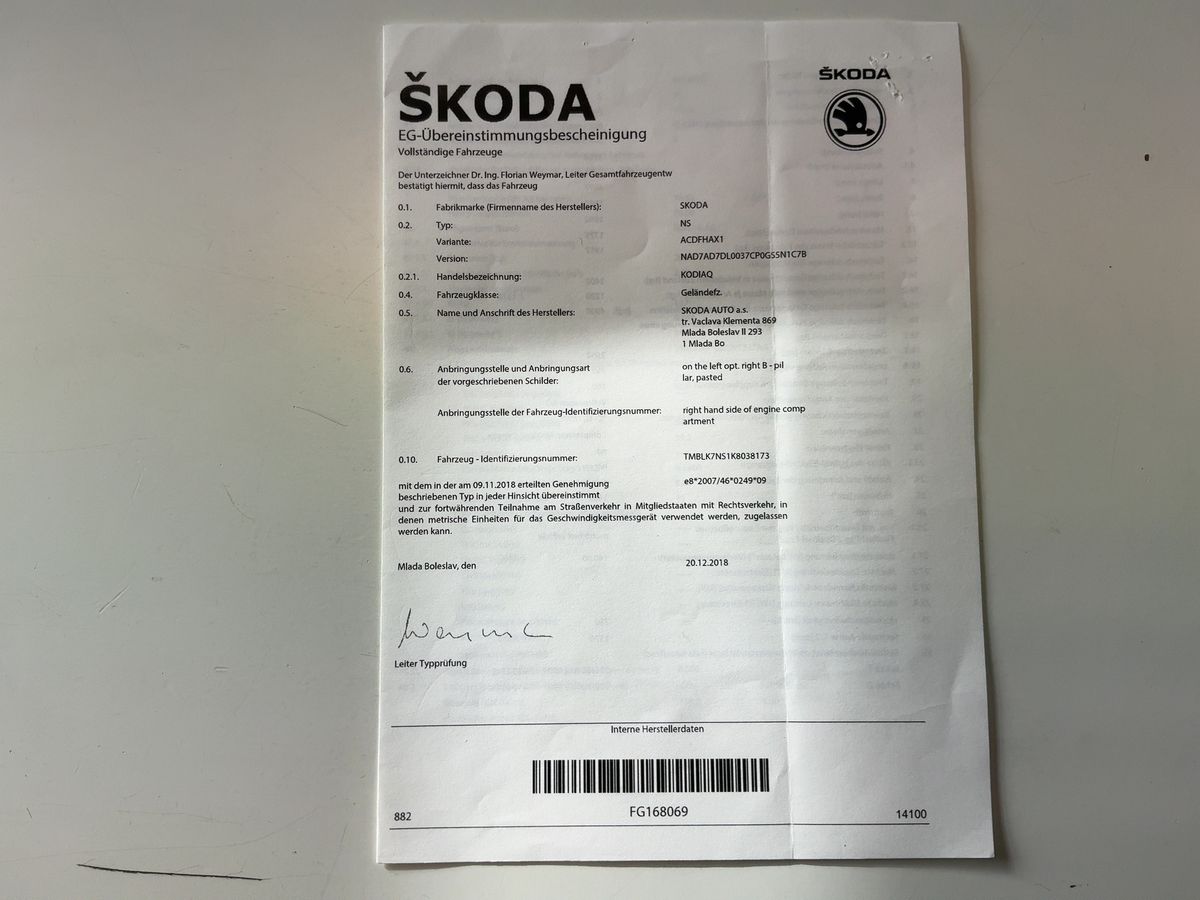 ŠKODA
ŠKODA
EG-Übereinstimmungsbescheinigung
Vollständige Fahrzeuge
Der Unterzeichner Dr. Ing. Florian Weymar, Leiter Gesamtfahrzeugentw
bestätigt hiermit, dass das Fahrzeug
0.1. Fabrikmarke (Firmenname des Herstellers): SKODA
0.2. Typ: NS
Variante: ACDFHAX1
Version: NAD7AD7DL0037CP0GS5N1C7B
0.2.1. Handelsbezeichnung: KODIAQ
0.4. Fahrzeugklasse: Geländefz.
0.5. Name und Anschrift des Herstellers: SKODA AUTO a.s.
tr. Vaclava Klementa 869
Mlada Boleslav II 293
1 Mlada Bo
0.6. Anbringungsstelle und Anbringungsart on the left opt. right B - pil
der vorgeschriebenen Schilder: lar, pasted
Anbringungsstelle der Fahrzeug-Identifizierungsnummer: right hand side of engine comp
artment
0.10. Fahrzeug - Identifizierungsnummer: TMBLK7NS1K8038173
mit dem in der am 09.11.2018 erteilten Genehmigung e8*2007/46*0249*09
beschriebenen Typ in jeder Hinsicht übereinstimmt
und zur fortwährenden Teilnahme am Straßenverkehr in Mitgliedstaaten mit Rechtsverkehr, in
denen metrische Einheiten für das Geschwindigkeitsmessgerät verwendet werden, zugelassen
werden kann.
Mlada Boleslav, den 20.12.2018
Leiter Typprüfung
Interne Herstellerdaten
882 FG168069 14100